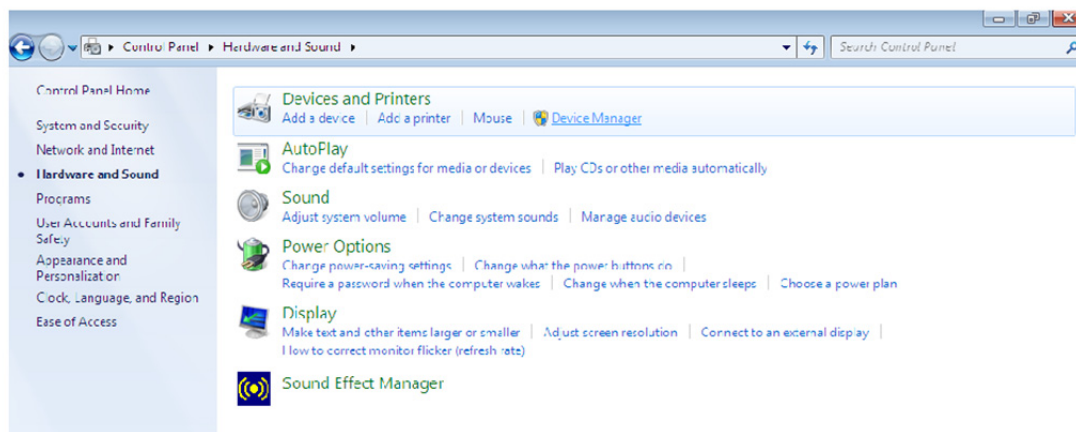 Control Panel Hardware and Sound Search Control Panel
Control Panel Home
System and Security
Network and Internet
Hardware and Sound
Programs
User Accounts and Family
Safety
Appearance and
Personalization
Clock, Language, and Region
Ease of Access
Devices and Printers
Add a device Add a printer Mouse Device Manager
AutoPlay
Change default settings for media or devices Play CDs or other media automatically
Sound
Adjust system volume Change system sounds Manage audio devices
Power Options
Change power-saving settings Change what the power buttons do
Require a password when the computer wakes Change when the computer sleeps Choose a power plan
Display
Make text and other items larger or smaller Adjust screen resolution Connect to an external display
How to correct monitor flicker (refresh rate)
Sound Effect Manager